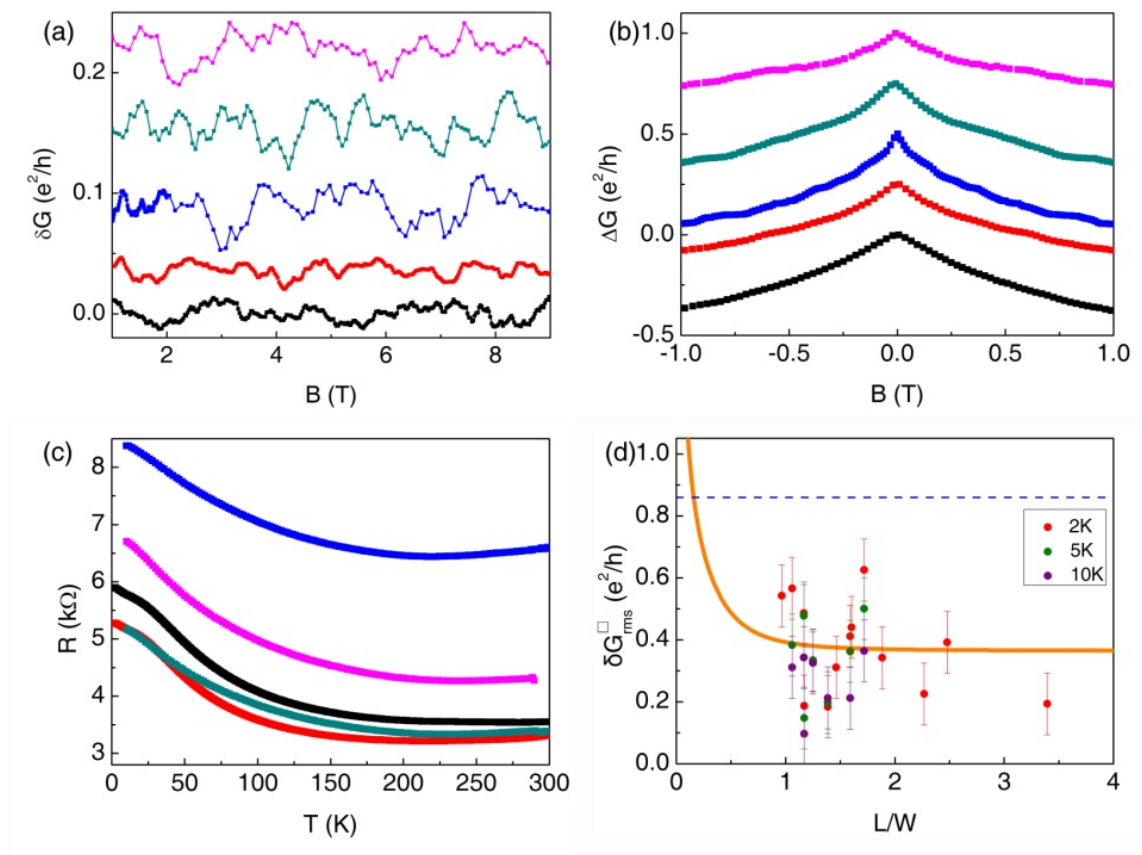 (a)
0.2
0.1
0.0
δG (e²/h)
2 4 6 8
B (T)
(b)
1.0
0.5
0.0
-0.5
ΔG (e²/h)
-1.0 -0.5 0.0 0.5 1.0
B (T)
(c)
8
7
6
5
4
3
R (kΩ)
0 50 100 150 200 250 300
T (K)
(d)
1.0
0.8
0.6
0.4
0.2
0.0
δG□rms (e²/h)
2K
5K
10K
0 1 2 3 4
L/W